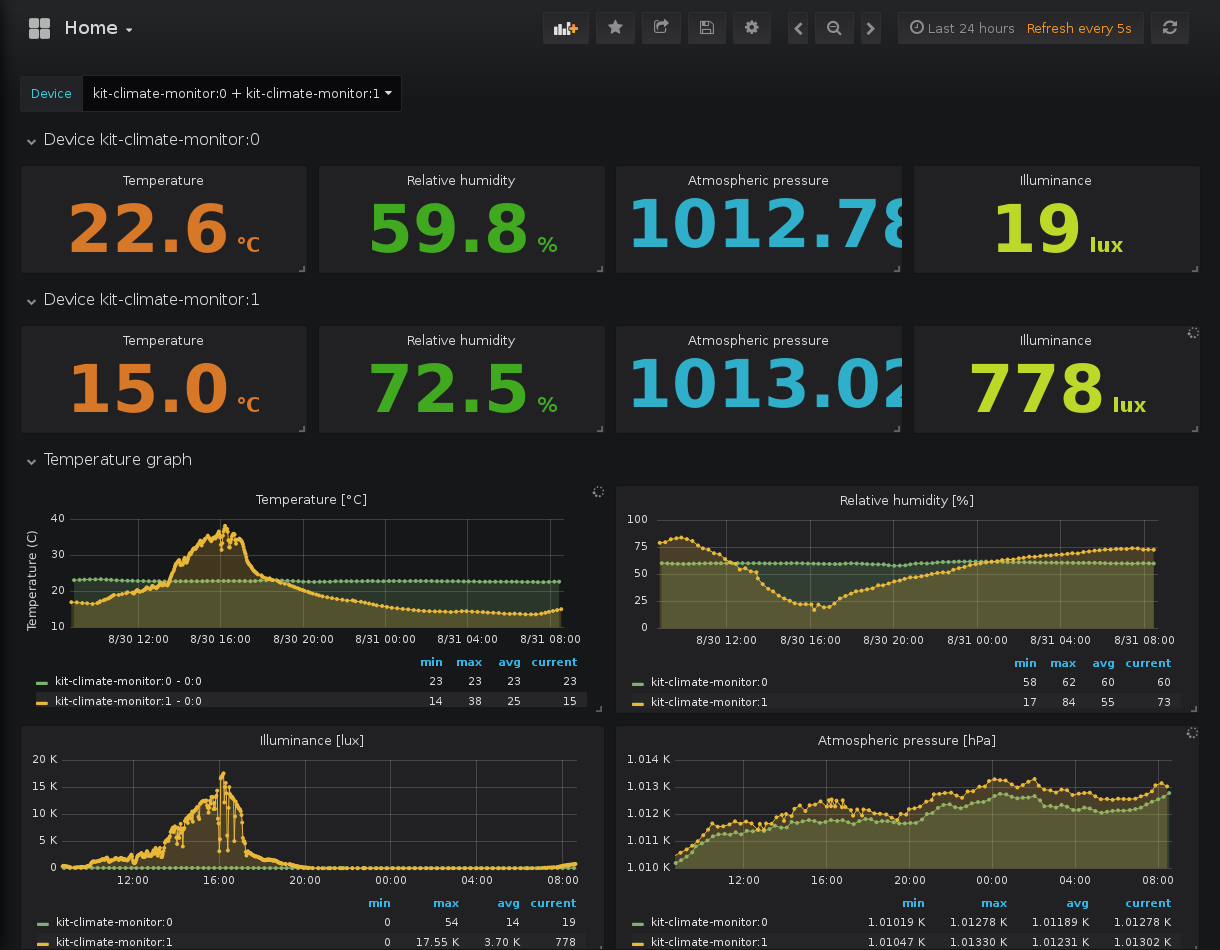 Home
Last 24 hours Refresh every 5s
Device kit-climate-monitor:0 + kit-climate-monitor:1
Device kit-climate-monitor:0
Temperature Relative humidity Atmospheric pressure Illuminance
22.6 °C 59.8 % 1012.78 19 lux
Device kit-climate-monitor:1
Temperature Relative humidity Atmospheric pressure Illuminance
15.0 °C 72.5 % 1013.02 778 lux
Temperature graph
Temperature [°C]
Temperature (C)
40
30
20
10
8/30 12:00 8/30 16:00 8/30 20:00 8/31 00:00 8/31 04:00 8/31 08:00
min max avg current
kit-climate-monitor:0 - 0:0 23 23 23 23
kit-climate-monitor:1 - 0:0 14 38 25 15
Relative humidity [%]
100
75
50
25
0
8/30 12:00 8/30 16:00 8/30 20:00 8/31 00:00 8/31 04:00 8/31 08:00
min max avg current
kit-climate-monitor:0 58 62 60 60
kit-climate-monitor:1 17 84 55 73
Illuminance [lux]
20 K
15 K
10 K
5 K
0
12:00 16:00 20:00 00:00 04:00 08:00
min max avg current
kit-climate-monitor:0 0 54 14 19
kit-climate-monitor:1 0 17.55 K 3.70 K 778
Atmospheric pressure [hPa]
1.014 K
1.013 K
1.012 K
1.011 K
1.010 K
12:00 16:00 20:00 00:00 04:00 08:00
min max avg current
kit-climate-monitor:0 1.01019 K 1.01278 K 1.01189 K 1.01278 K
kit-climate-monitor:1 1.01047 K 1.01330 K 1.01231 K 1.01302 K